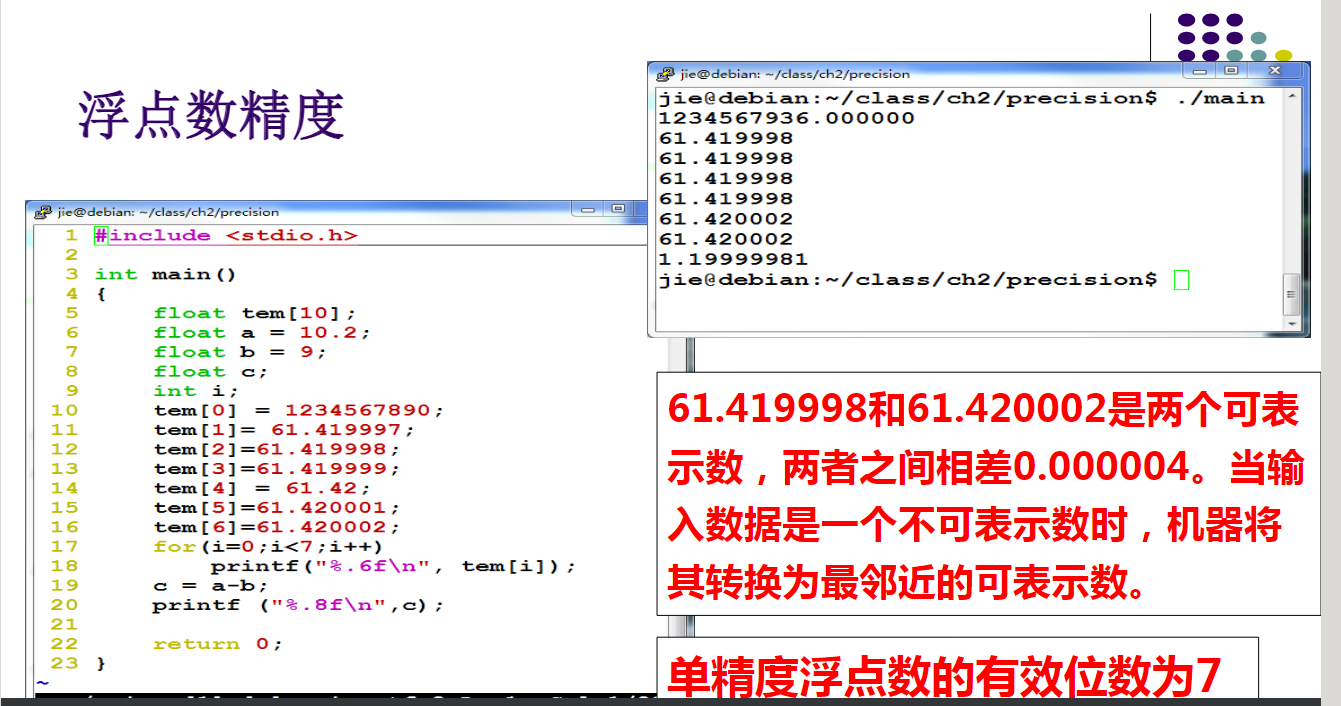 浮点数精度
jie@debian: ~/class/ch2/precision
jie@debian:~/class/ch2/precision$ ./main
1234567936.000000
61.419998
61.419998
61.419998
61.419998
61.420002
61.420002
1.19999981
jie@debian:~/class/ch2/precision$
jie@debian: ~/class/ch2/precision
1 #include <stdio.h>
2
3 int main()
4 {
5 float tem[10];
6 float a = 10.2;
7 float b = 9;
8 float c;
9 int i;
10 tem[0] = 1234567890;
11 tem[1]= 61.419997;
12 tem[2]=61.419998;
13 tem[3]=61.419999;
14 tem[4] = 61.42;
15 tem[5]=61.420001;
16 tem[6]=61.420002;
17 for(i=0;i<7;i++)
18 printf("%.6f\n", tem[i]);
19 c = a-b;
20 printf ("%.8f\n",c);
21
22 return 0;
23 }
~
61.419998和61.420002是两个可表
示数，两者之间相差0.000004。当输
入数据是一个不可表示数时，机器将
其转换为最邻近的可表示数。
单精度浮点数的有效位数为7